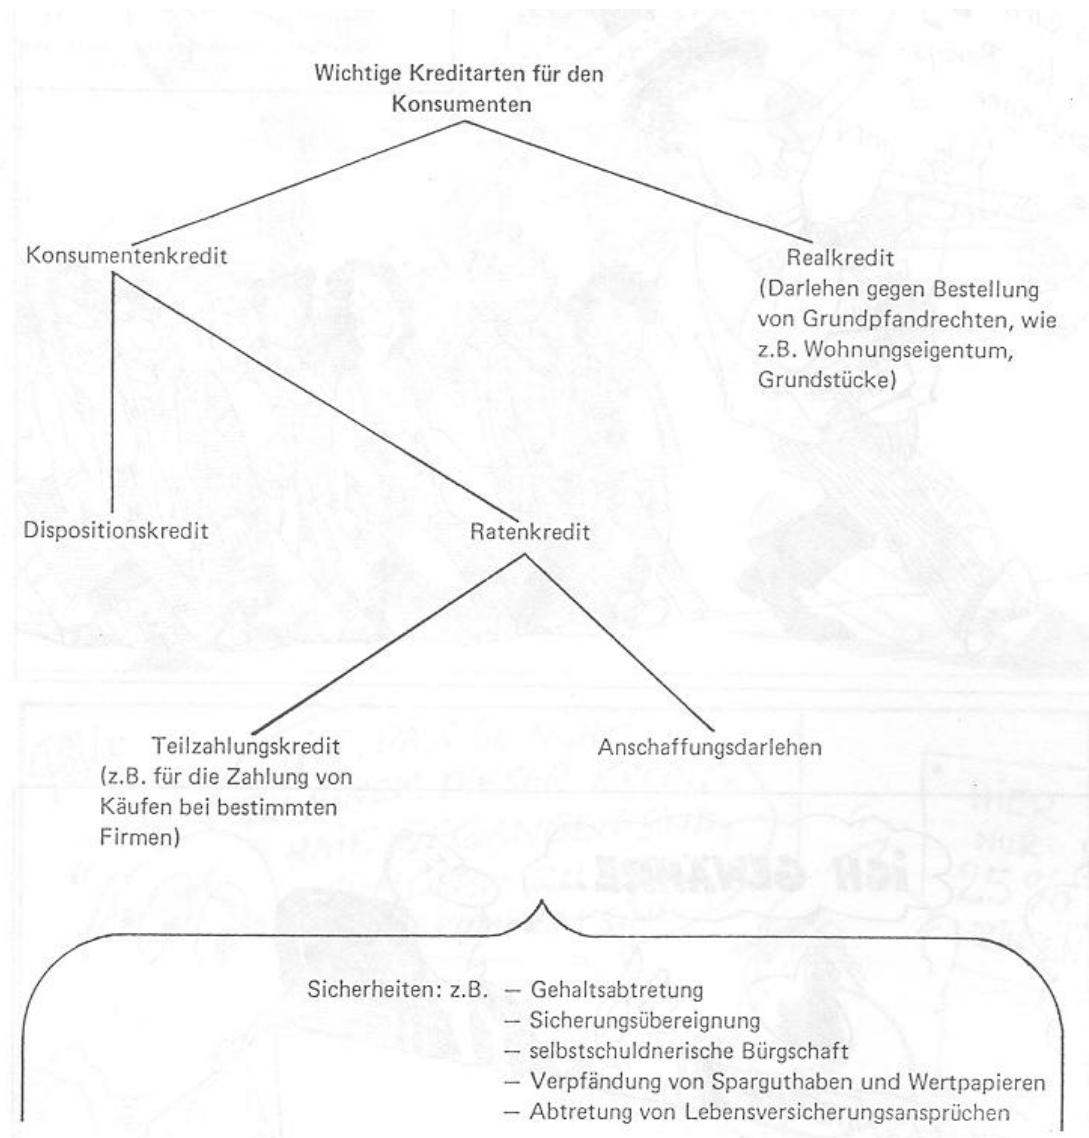 Wichtige Kreditarten für den
Konsumenten
Konsumentenkredit
Realkredit
(Darlehen gegen Bestellung
von Grundpfandrechten, wie
z.B. Wohnungseigentum,
Grundstücke)
Dispositionskredit
Ratenkredit
Teilzahlungskredit
(z.B. für die Zahlung von
Käufen bei bestimmten
Firmen)
Anschaffungsdarlehen
ICH GEWÄHRE
Sicherheiten: z.B. — Gehaltsabtretung
— Sicherungsübereignung
— selbstschuldnerische Bürgschaft
— Verpfändung von Sparguthaben und Wertpapieren
— Abtretung von Lebensversicherungsansprüchen